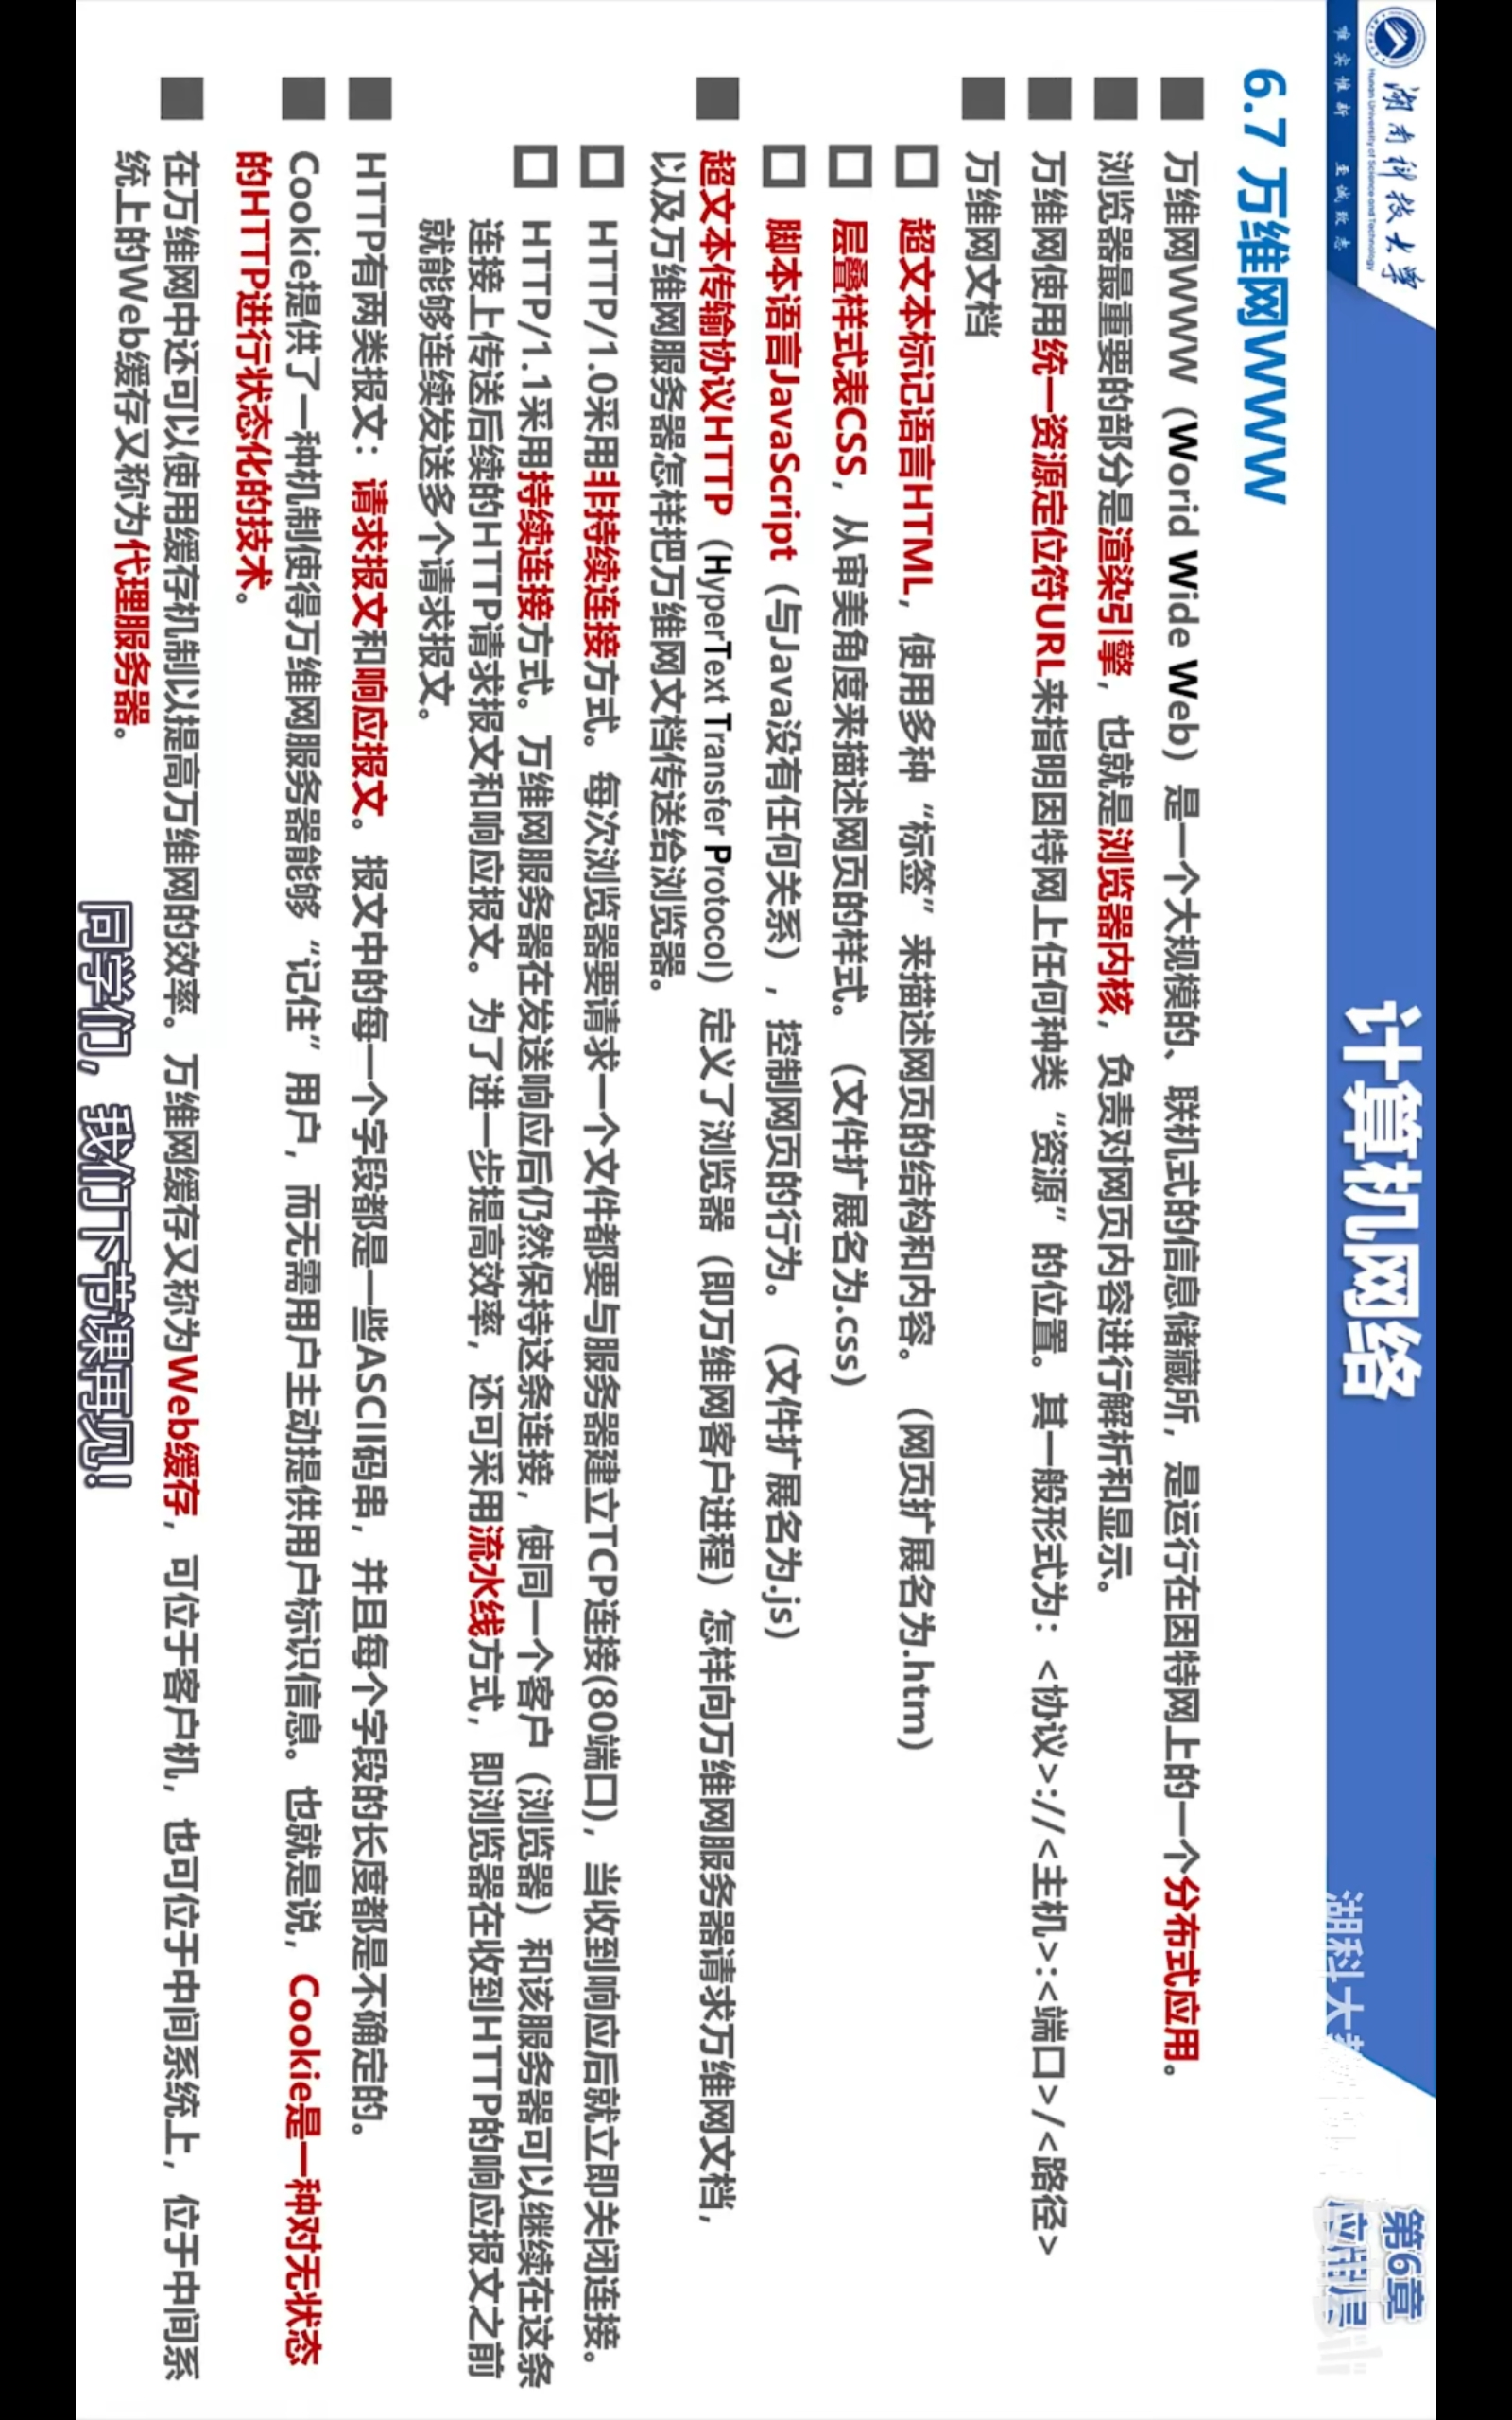 湖南科技大学
Hunan University of Science and Technology
唯实惟新 至诚致志
计算机网络
湖科大
第6章
应用层
6.7 万维网WWW
万维网WWW（World Wide Web）是一个大规模的、联机式的信息储藏所，是运行在因特网上的一个分布式应用。
浏览器最重要的部分是渲染引擎，也就是浏览器内核，负责对网页内容进行解析和显示。
万维网使用统一资源定位符URL来指明因特网上任何种类“资源”的位置。其一般形式为：<协议>://<主机>:<端口>/<路径>
万维网文档
超文本标记语言HTML，使用多种“标签”来描述网页的结构和内容。（网页扩展名为.htm）
层叠样式表CSS，从审美角度来描述网页的样式。（文件扩展名为.css）
脚本语言JavaScript（与Java没有任何关系），控制网页的行为。（文件扩展名为.js）
超文本传输协议HTTP（HyperText Transfer Protocol）定义了浏览器（即万维网客户进程）怎样向万维网服务器请求万维网文档，
以及万维网服务器怎样把万维网文档传送给浏览器。
HTTP/1.0采用非持续连接方式。每次浏览器要请求一个文件都要与服务器建立TCP连接(80端口)，当收到响应后就立即关闭连接。
HTTP/1.1采用持续连接方式。万维网服务器在发送响应后仍然保持这条连接，使同一个客户（浏览器）和该服务器可以继续在这条
连接上传送后续的HTTP请求报文和响应报文。为了进一步提高效率，还可采用流水线方式，即浏览器在收到HTTP的响应报文之前
就能够连续发送多个请求报文。
HTTP有两类报文：请求报文和响应报文。报文中的每一个字段都是一些ASCII码串，并且每个字段的长度都是不确定的。
Cookie提供了一种机制使得万维网服务器能够“记住”用户，而无需用户主动提供用户标识信息。也就是说，Cookie是一种对无状态
的HTTP进行状态化的技术。
在万维网中还可以使用缓存机制以提高万维网的效率。万维网缓存又称为Web缓存，可位于客户机，也可位于中间系统上，位于中间系
统上的Web缓存又称为代理服务器。
同学们，我们下节课再见！